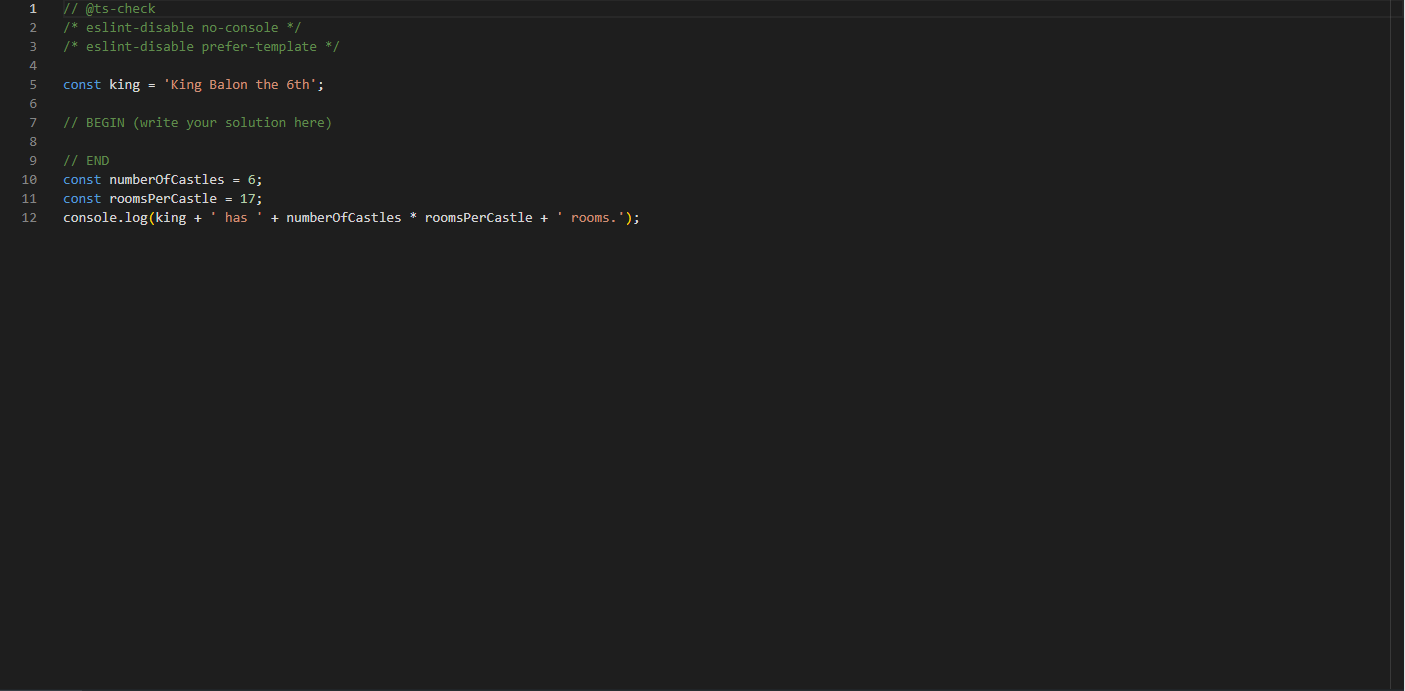 1 // @ts-check
2 /* eslint-disable no-console */
3 /* eslint-disable prefer-template */
4
5 const king = 'King Balon the 6th';
6
7 // BEGIN (write your solution here)
8
9 // END
10 const numberOfCastles = 6;
11 const roomsPerCastle = 17;
12 console.log(king + ' has ' + numberOfCastles * roomsPerCastle + ' rooms.');